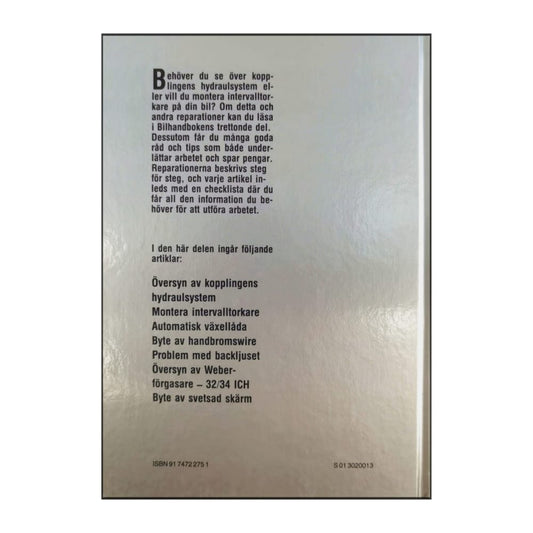 Behöver du se över kopp-
lingens hydraulsystem el-
ler vill du montera intervalltor-
kare på din bil? Om detta och
andra reparationer kan du läsa
i Bilhandbokens trettonde del.
Dessutom får du många goda
råd och tips som både under-
lättar arbetet och spar pengar.
Reparationerna beskrivs steg
för steg, och varje artikel in-
leds med en checklista där du
får all den information du be-
höver för att utföra arbetet.
I den här delen ingår följande
artiklar:
Översyn av kopplingens
hydraulsystem
Montera intervalltorkare
Automatisk växellåda
Byte av handbromswire
Problem med backljuset
Översyn av Weber-
förgasare – 32/34 ICH
Byte av svetsad skärm
ISBN 91 7472 275 1
S 01 3020013